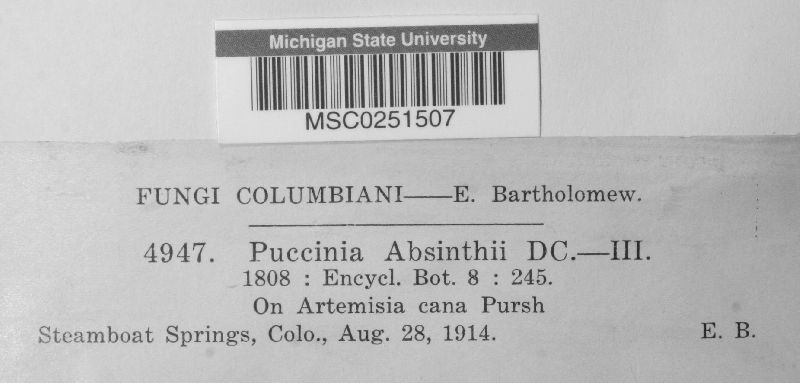 Michigan State University
MSC0251507
FUNGI COLUMBIANI——E. Bartholomew.
4947. Puccinia Absinthii DC.—III.
1808 : Encycl. Bot. 8 : 245.
On Artemisia cana Pursh
Steamboat Springs, Colo., Aug. 28, 1914. E. B.